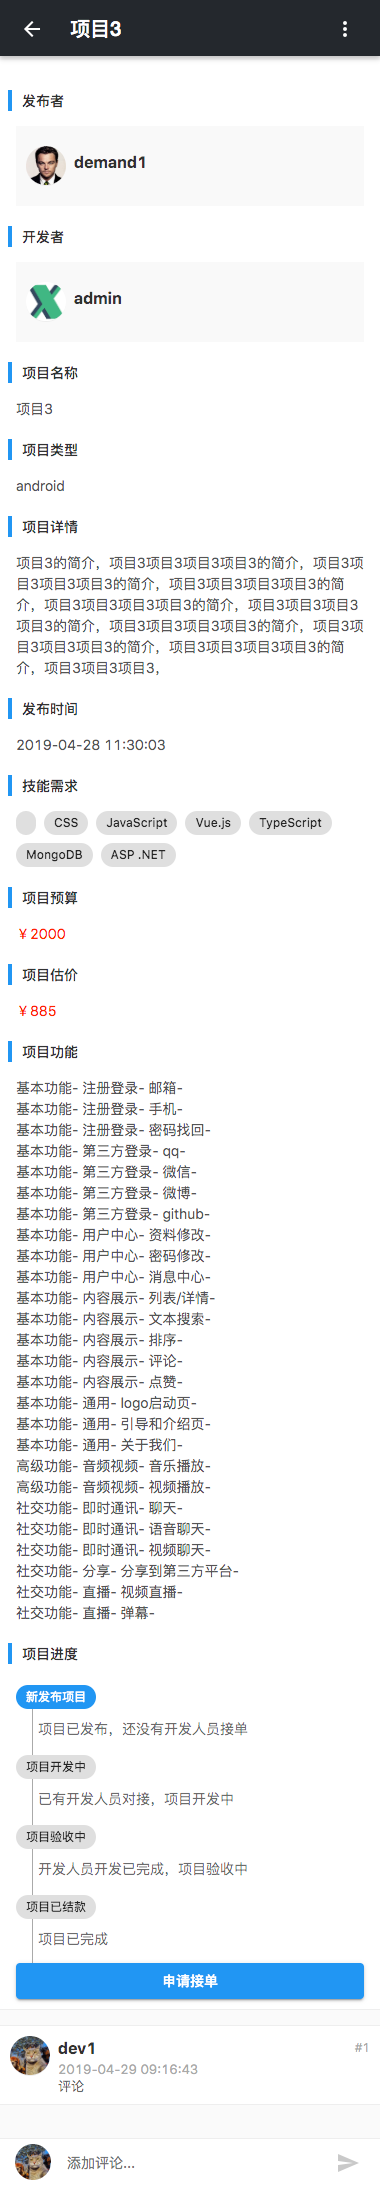 项目3
发布者
demand1
开发者
admin
项目名称
项目3
项目类型
android
项目详情
项目3的简介，项目3项目3项目3项目3的简介，项目3项
目3项目3项目3的简介，项目3项目3项目3项目3的简
介，项目3项目3项目3项目3的简介，项目3项目3项目3
项目3的简介，项目3项目3项目3项目3的简介，项目3项
目3项目3项目3的简介，项目3项目3项目3项目3的简
介，项目3项目3项目3，
发布时间
2019-04-28 11:30:03
技能需求
CSS JavaScript Vue.js TypeScript
MongoDB ASP .NET
项目预算
￥2000
项目估价
￥885
项目功能
基本功能- 注册登录- 邮箱-
基本功能- 注册登录- 手机-
基本功能- 注册登录- 密码找回-
基本功能- 第三方登录- qq-
基本功能- 第三方登录- 微信-
基本功能- 第三方登录- 微博-
基本功能- 第三方登录- github-
基本功能- 用户中心- 资料修改-
基本功能- 用户中心- 密码修改-
基本功能- 用户中心- 消息中心-
基本功能- 内容展示- 列表/详情-
基本功能- 内容展示- 文本搜索-
基本功能- 内容展示- 排序-
基本功能- 内容展示- 评论-
基本功能- 内容展示- 点赞-
基本功能- 通用- logo启动页-
基本功能- 通用- 引导和介绍页-
基本功能- 通用- 关于我们-
高级功能- 音频视频- 音乐播放-
高级功能- 音频视频- 视频播放-
社交功能- 即时通讯- 聊天-
社交功能- 即时通讯- 语音聊天-
社交功能- 即时通讯- 视频聊天-
社交功能- 分享- 分享到第三方平台-
社交功能- 直播- 视频直播-
社交功能- 直播- 弹幕-
项目进度
新发布项目
项目已发布，还没有开发人员接单
项目开发中
已有开发人员对接，项目开发中
项目验收中
开发人员开发已完成，项目验收中
项目已结款
项目已完成
申请接单
dev1 #1
2019-04-29 09:16:43
评论
添加评论...